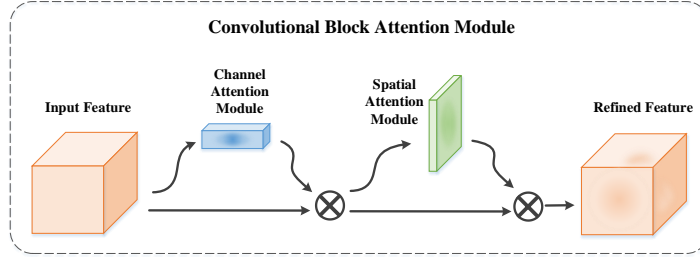 Convolutional Block Attention Module
Input Feature
Channel
Attention
Module
Spatial
Attention
Module
Refined Feature